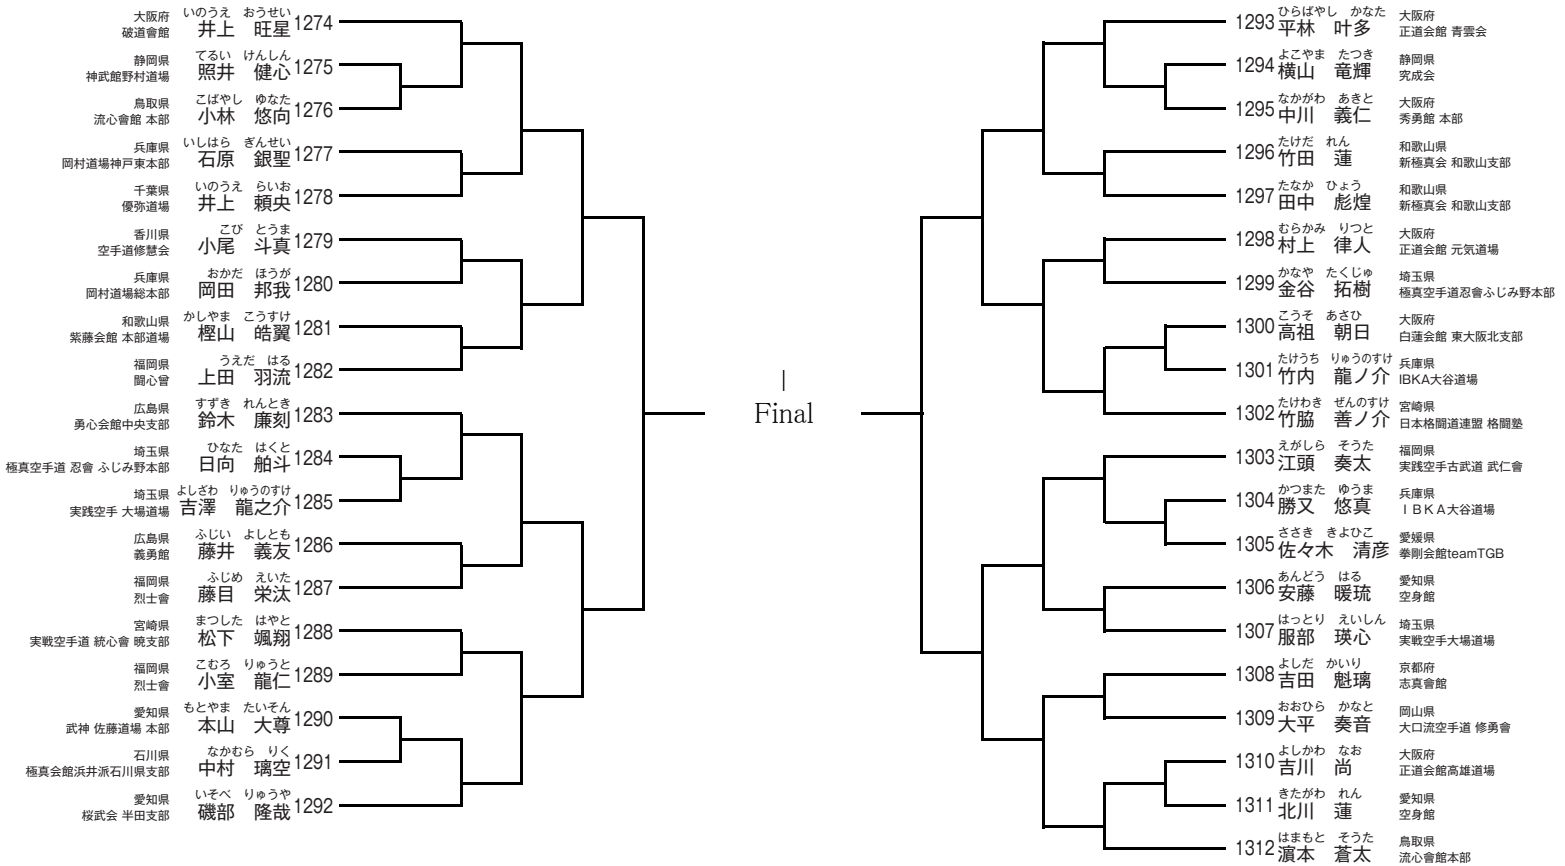 大阪府 いのうえ　おうせい
破道會館 井上　旺星 1274
静岡県 てるい　けんしん
神武館野村道場 照井　健心 1275
鳥取県 こばやし　ゆなた
流心會館 本部 小林　悠向 1276
兵庫県 いしはら　ぎんせい
岡村道場神戸東本部 石原　銀聖 1277
千葉県 いのうえ　らいお
優弥道場 井上　頼央 1278
香川県 こび　とうま
空手道修慧会 小尾　斗真 1279
兵庫県 おかだ　ほうが
岡村道場総本部 岡田　邦我 1280
和歌山県 かしやま　こうすけ
紫藤会館 本部道場 樫山　皓翼 1281
福岡県 うえだ　はる
闘心曾 上田　羽流 1282
広島県 すずき　れんとき
勇心会館中央支部 鈴木　廉刻 1283
埼玉県 ひなた　はくと
極真空手道 忍會 ふじみ野本部 日向　舶斗 1284
埼玉県 よしざわ　りゅうのすけ
実践空手 大場道場 吉澤　龍之介 1285
広島県 ふじい　よしとも
義勇館 藤井　義友 1286
福岡県 ふじめ　えいた
烈士會 藤目　栄汰 1287
宮崎県 まつした　はやと
実戦空手道 統心會 暁支部 松下　颯翔 1288
福岡県 こむろ　りゅうと
烈士會 小室　龍仁 1289
愛知県 もとやま　たいそん
武神 佐藤道場 本部 本山　大尊 1290
石川県 なかむら　りく
極真会館浜井派石川県支部 中村　璃空 1291
愛知県 いそべ　りゅうや
桜武会 半田支部 磯部　隆哉 1292
Final
ひらばやし　かなた 大阪府
1293 平林　叶多 正道会館 青雲会
よこやま　たつき 静岡県
1294 横山　竜輝 究成会
なかがわ　あきと 大阪府
1295 中川　義仁 秀勇館 本部
たけだ　れん 和歌山県
1296 竹田　蓮 新極真会 和歌山支部
たなか　ひょう 和歌山県
1297 田中　彪煌 新極真会 和歌山支部
むらかみ　りつと 大阪府
1298 村上　律人 正道会館 元気道場
かなや　たくじゅ 埼玉県
1299 金谷　拓樹 極真空手道忍會ふじみ野本部
こうそ　あさひ 大阪府
1300 高祖　朝日 白蓮会館 東大阪北支部
たけうち　りゅうのすけ 兵庫県
1301 竹内　龍ノ介 IBKA大谷道場
たけわき　ぜんのすけ 宮崎県
1302 竹脇　善ノ介 日本格闘道連盟 格闘塾
えがしら　そうた 福岡県
1303 江頭　奏太 実践空手古武道 武仁會
かつまた　ゆうま 兵庫県
1304 勝又　悠真 ＩＢＫＡ大谷道場
ささき　きよひこ 愛媛県
1305 佐々木　清彦 拳剛会館teamTGB
あんどう　はる 愛知県
1306 安藤　暖琉 空身館
はっとり　えいしん 埼玉県
1307 服部　瑛心 実戦空手大場道場
よしだ　かいり 京都府
1308 吉田　魁璃 志真會館
おおひら　かなと 岡山県
1309 大平　奏音 大口流空手道 修勇會
よしかわ　なお 大阪府
1310 吉川　尚 正道会館高雄道場
きたがわ　れん 愛知県
1311 北川　蓮 空身館
はまもと　そうた 鳥取県
1312 濵本　蒼太 流心會館本部